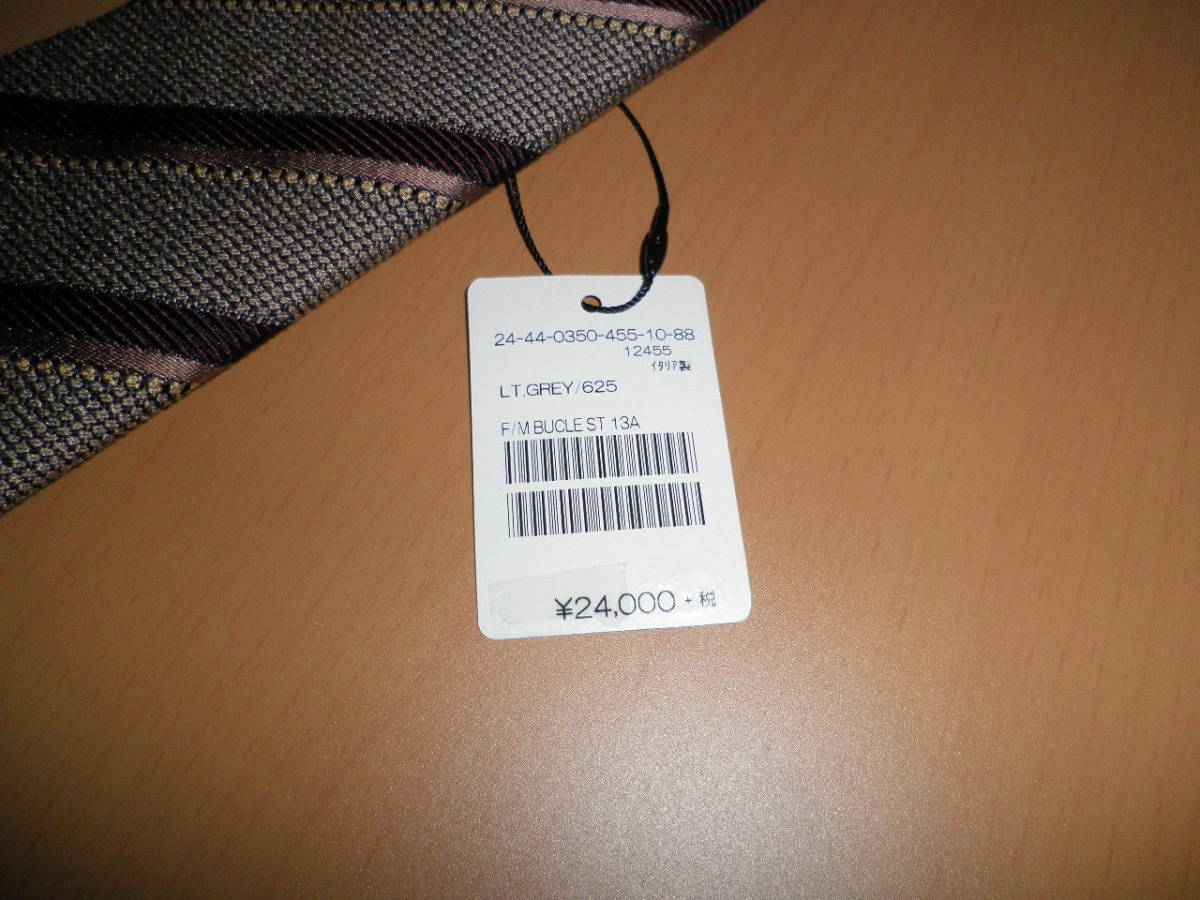 24-44-0350-455-10-88
12455
ｲﾀﾘｱ製
LT.GREY/625
F/M BUCLE ST 13A
¥24,000 + 税